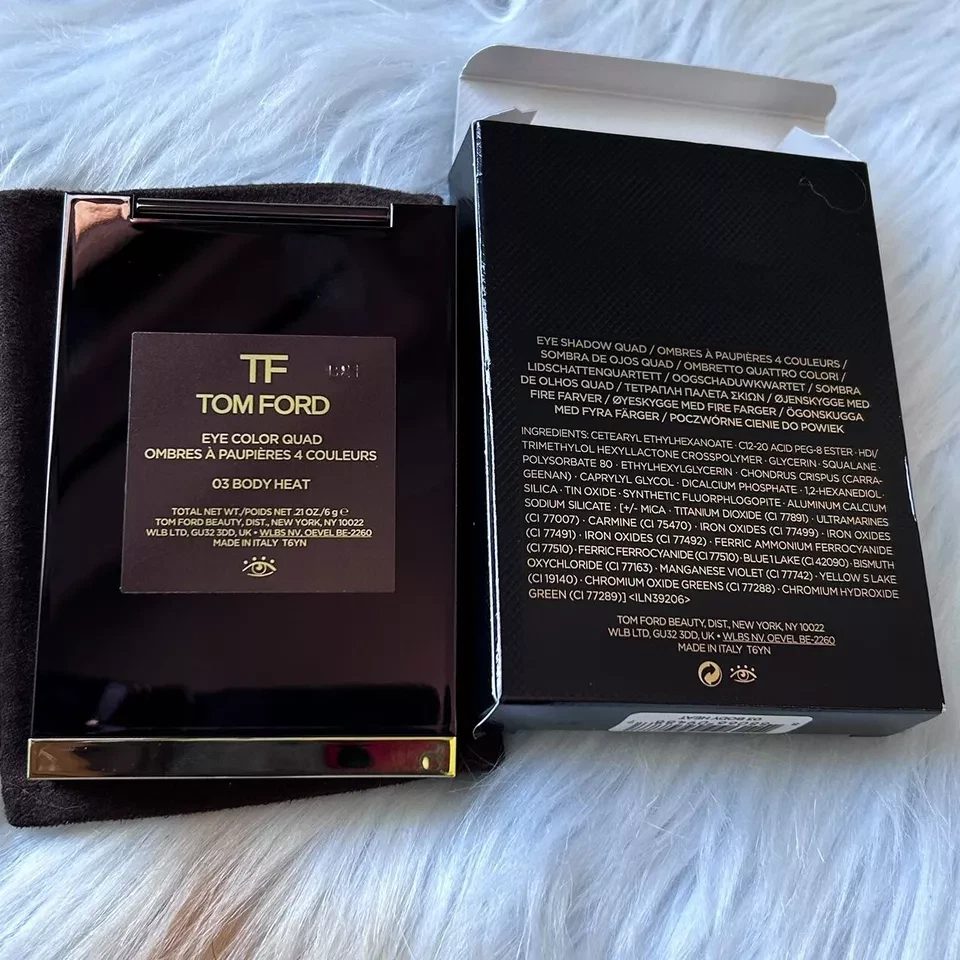 TF
TOM FORD
EYE COLOR QUAD
OMBRES À PAUPIÈRES 4 COULEURS
03 BODY HEAT
TOTAL NET WT./POIDS NET .21 OZ./6 g ℮
TOM FORD BEAUTY, DIST., NEW YORK, NY 10022
WLB LTD, GU32 3DD, UK • WLBS NV, OEVEL BE-2260
MADE IN ITALY T6YN
EYE SHADOW QUAD / OMBRES À PAUPIÈRES 4 COULEURS /
SOMBRA DE OJOS QUAD / OMBRETTO QUATTRO COLORI /
LIDSCHATTENQUARTETT / OOGSCHADUWKWARTET / SOMBRA
DE OLHOS QUAD / ΤΕΤΡΑΠΛΗ ΠΑΛΕΤΑ ΣΚΙΩΝ / ØJENSKYGGE MED
FIRE FARVER / ØYESKYGGE MED FIRE FARGER / ÖGONSKUGGA
MED FYRA FÄRGER / POCZWÓRNE CIENIE DO POWIEK
INGREDIENTS: CETEARYL ETHYLHEXANOATE · C12-20 ACID PEG-8 ESTER · HDI/
TRIMETHYLOL HEXYLLACTONE CROSSPOLYMER · GLYCERIN · SQUALANE ·
POLYSORBATE 80 · ETHYLHEXYLGLYCERIN · CHONDRUS CRISPUS (CARRA-
GEENAN) · CAPRYLYL GLYCOL · DICALCIUM PHOSPHATE · 1,2-HEXANEDIOL ·
SILICA · TIN OXIDE · SYNTHETIC FLUORPHLOGOPITE · ALUMINUM CALCIUM
SODIUM SILICATE · [+/- MICA · TITANIUM DIOXIDE (CI 77891) · ULTRAMARINES
(CI 77007) · CARMINE (CI 75470) · IRON OXIDES (CI 77499) · IRON OXIDES
(CI 77491) · IRON OXIDES (CI 77492) · FERRIC AMMONIUM FERROCYANIDE
(CI 77510) · FERRIC FERROCYANIDE (CI 77510) · BLUE 1 LAKE (CI 42090) · BISMUTH
OXYCHLORIDE (CI 77163) · MANGANESE VIOLET (CI 77742) · YELLOW 5 LAKE
(CI 19140) · CHROMIUM OXIDE GREENS (CI 77288) · CHROMIUM HYDROXIDE
GREEN (CI 77289)] <ILN39206>
TOM FORD BEAUTY, DIST., NEW YORK, NY 10022
WLB LTD, GU32 3DD, UK • WLBS NV, OEVEL BE-2260
MADE IN ITALY T6YN
03 BODY HEAT